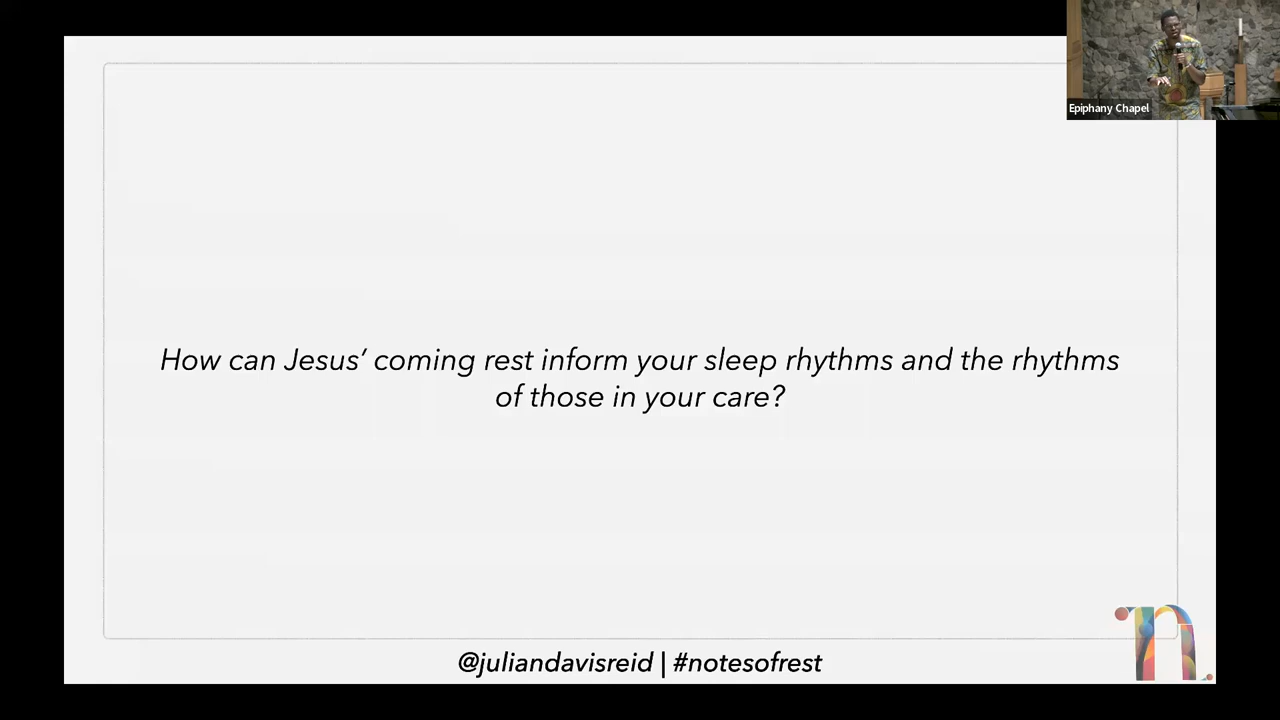 Epiphany Chapel
How can Jesus’ coming rest inform your sleep rhythms and the rhythms
of those in your care?
@juliandavisreid | #notesofrest
n.